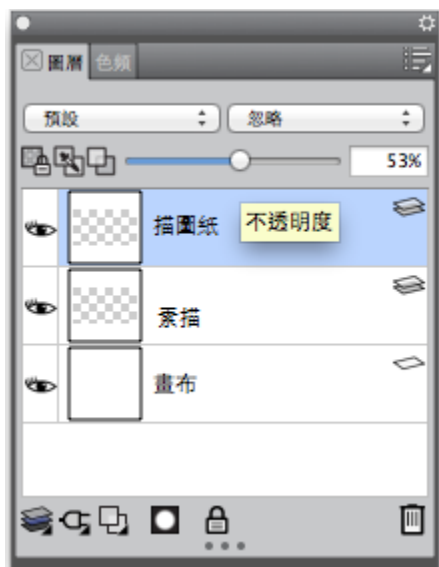 圖層 色頻
預設 忽略
53%
描圖紙 不透明度
素描
畫布